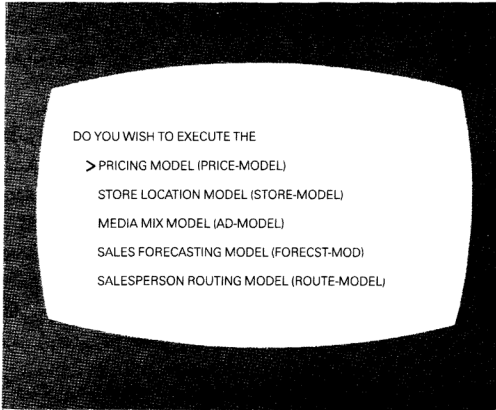 DO YOU WISH TO EXECUTE THE
> PRICING MODEL (PRICE-MODEL)
STORE LOCATION MODEL (STORE-MODEL)
MEDIA MIX MODEL (AD-MODEL)
SALES FORECASTING MODEL (FORECST-MOD)
SALESPERSON ROUTING MODEL (ROUTE-MODEL)